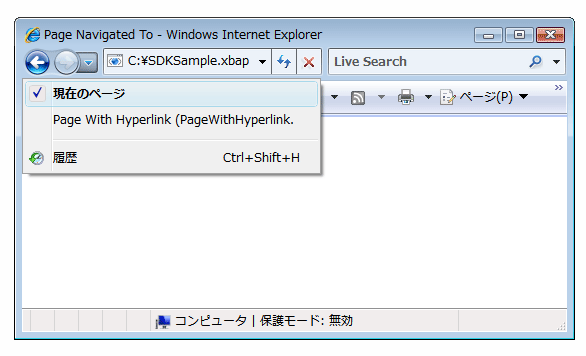 Page Navigated To - Windows Internet Explorer
C:¥SDKSample.xbap
Live Search
現在のページ
ページ(P)
Page With Hyperlink (PageWithHyperlink.
履歴 Ctrl+Shift+H
コンピュータ | 保護モード: 無効